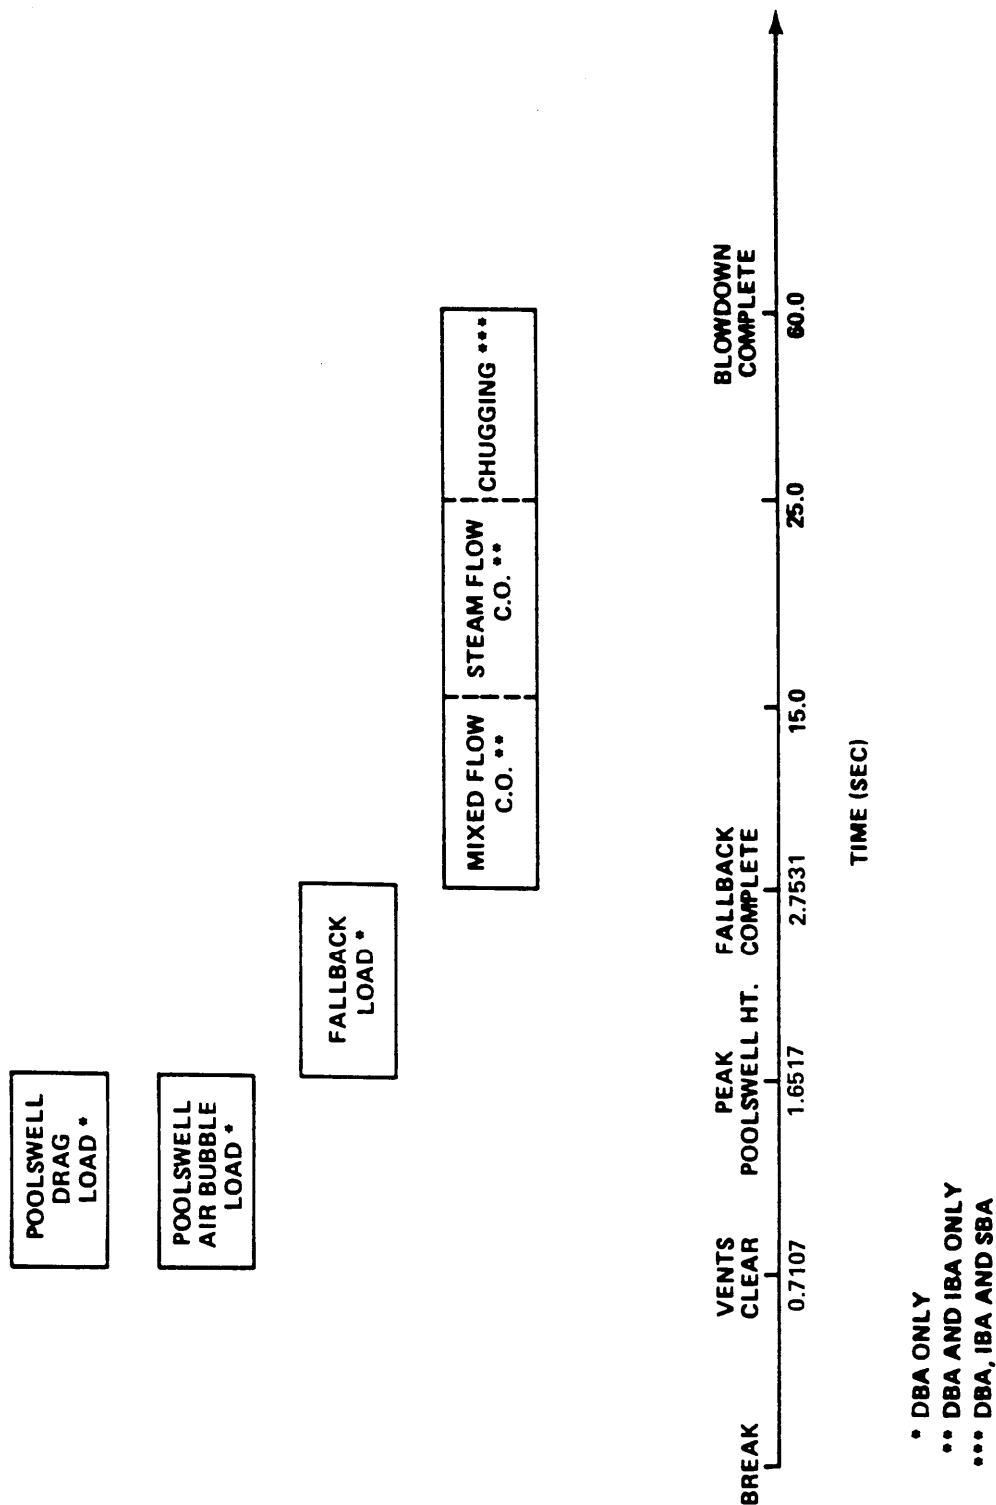 POOLSWELL
DRAG
LOAD *
POOLSWELL
AIR BUBBLE
LOAD *
FALLBACK
LOAD *
MIXED FLOW
C.O. **
STEAM FLOW
C.O. **
CHUGGING ***
BREAK
VENTS
CLEAR
PEAK
POOLSWELL HT.
FALLBACK
COMPLETE
BLOWDOWN
COMPLETE
0.7107
1.6517
2.7531
15.0
25.0
60.0
TIME (SEC)
* DBA ONLY
** DBA AND IBA ONLY
*** DBA, IBA AND SBA